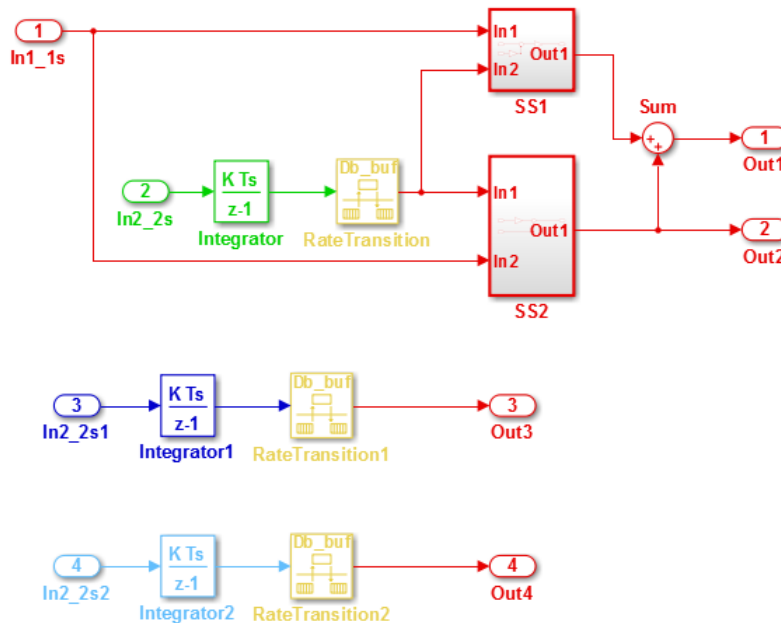 1
In1_1s
In1
In2
Out1
SS1
Sum
+
+
1
Out1
2
In2_2s
K Ts
z-1
Integrator
Db_buf
RateTransition
In1
In2
Out1
SS2
2
Out2
3
In2_2s1
K Ts
z-1
Integrator1
Db_buf
RateTransition1
3
Out3
4
In2_2s2
K Ts
z-1
Integrator2
Db_buf
RateTransition2
4
Out4